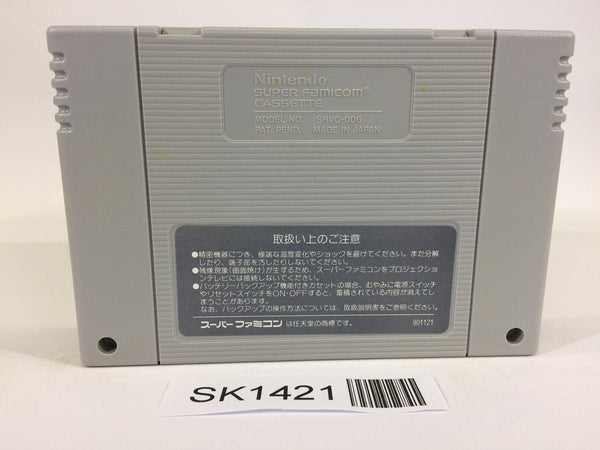 Nintendo®
SUPER FAMICOM®
CASSETTE
MODEL NO. SHVC-006
PAT. PEND. MADE IN JAPAN
取扱い上のご注意
●精密機器につき、極端な温度変化やショックを避けてください。また分解
したり、端子部を汚したりしないでください。
●残像現象(画面焼け)が生ずるため、スーパーファミコンをプロジェクショ
ンテレビには接続しないでください。
●バッテリーバックアップ機能付きカセットの場合、むやみに電源スイッチ
やリセットスイッチをON・OFFすると、蓄積されている内容が消えてし
まうことがあります。
なお、バックアップの操作方法については、取扱説明書をご参照ください。
スーパーファミコン は任天堂の商標です。 901121
SK1421